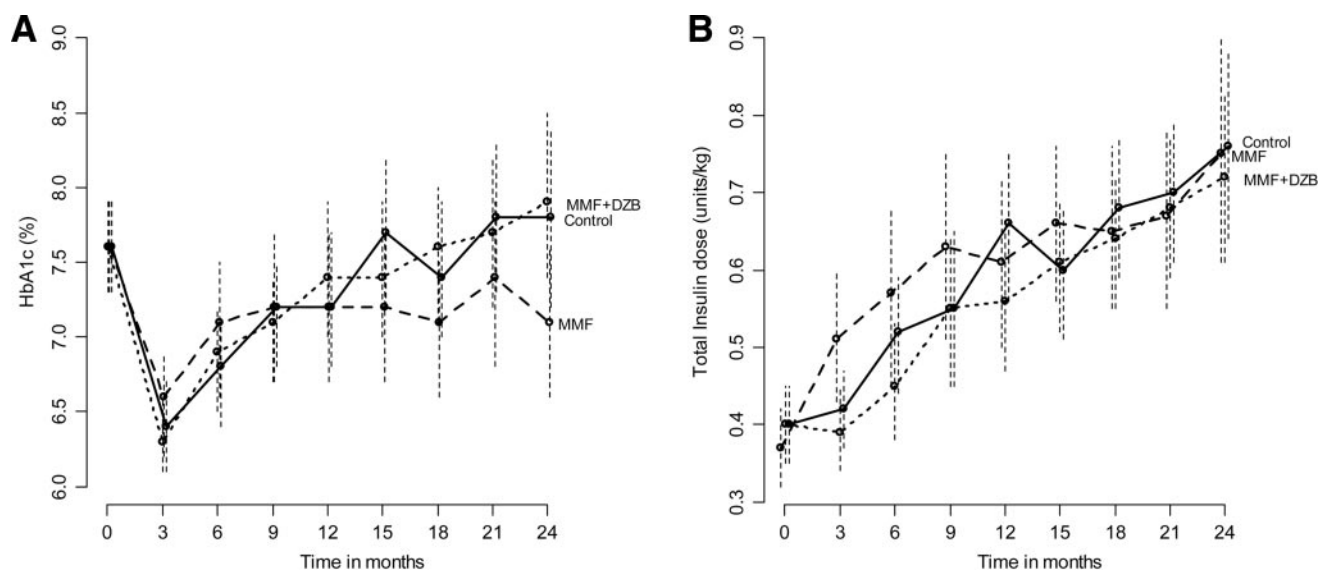 A
HbA1c (%)
9.0
8.5
8.0
7.5
7.0
6.5
6.0
MMF+DZB
Control
MMF
0 3 6 9 12 15 18 21 24
Time in months
B
Total Insulin dose (units/kg)
0.9
0.8
0.7
0.6
0.5
0.4
0.3
Control
MMF
MMF+DZB
0 3 6 9 12 15 18 21 24
Time in months